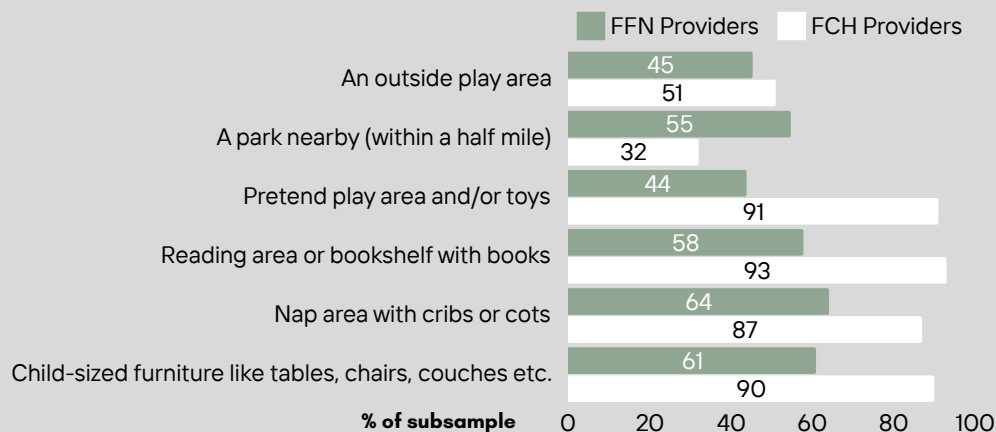 FFN Providers FCH Providers
An outside play area 45
51
A park nearby (within a half mile) 55
32
Pretend play area and/or toys 44
91
Reading area or bookshelf with books 58
93
Nap area with cribs or cots 64
87
Child-sized furniture like tables, chairs, couches etc. 61
90
% of subsample 0 20 40 60 80 100